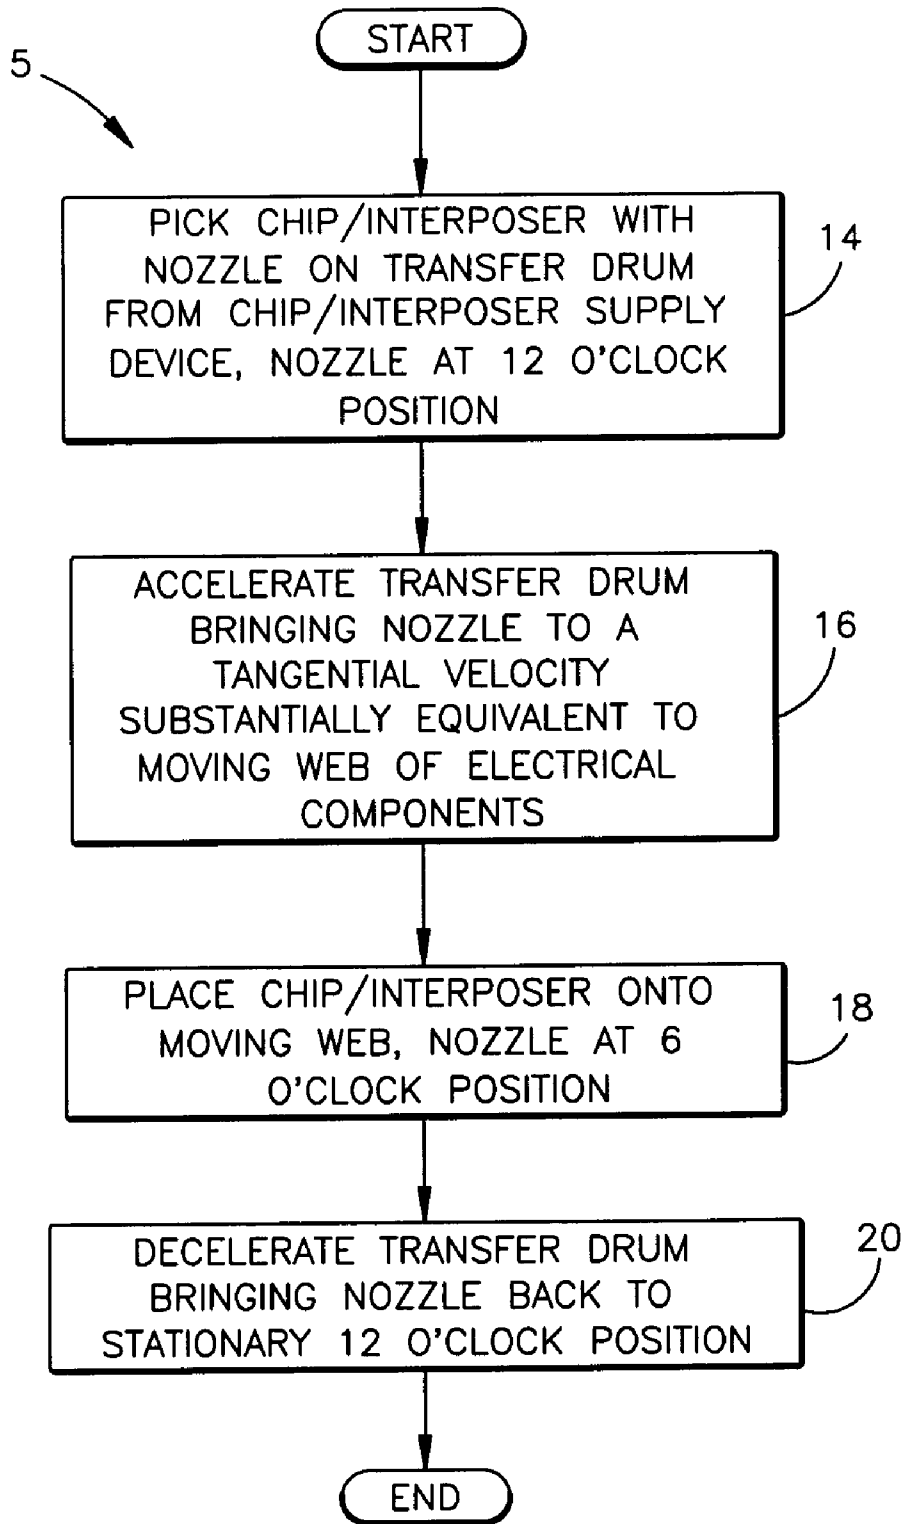 START
5
PICK CHIP/INTERPOSER WITH
NOZZLE ON TRANSFER DRUM
FROM CHIP/INTERPOSER SUPPLY
DEVICE, NOZZLE AT 12 O'CLOCK
POSITION
14
ACCELERATE TRANSFER DRUM
BRINGING NOZZLE TO A
TANGENTIAL VELOCITY
SUBSTANTIALLY EQUIVALENT TO
MOVING WEB OF ELECTRICAL
COMPONENTS
16
PLACE CHIP/INTERPOSER ONTO
MOVING WEB, NOZZLE AT 6
O'CLOCK POSITION
18
DECELERATE TRANSFER DRUM
BRINGING NOZZLE BACK TO
STATIONARY 12 O'CLOCK POSITION
20
END